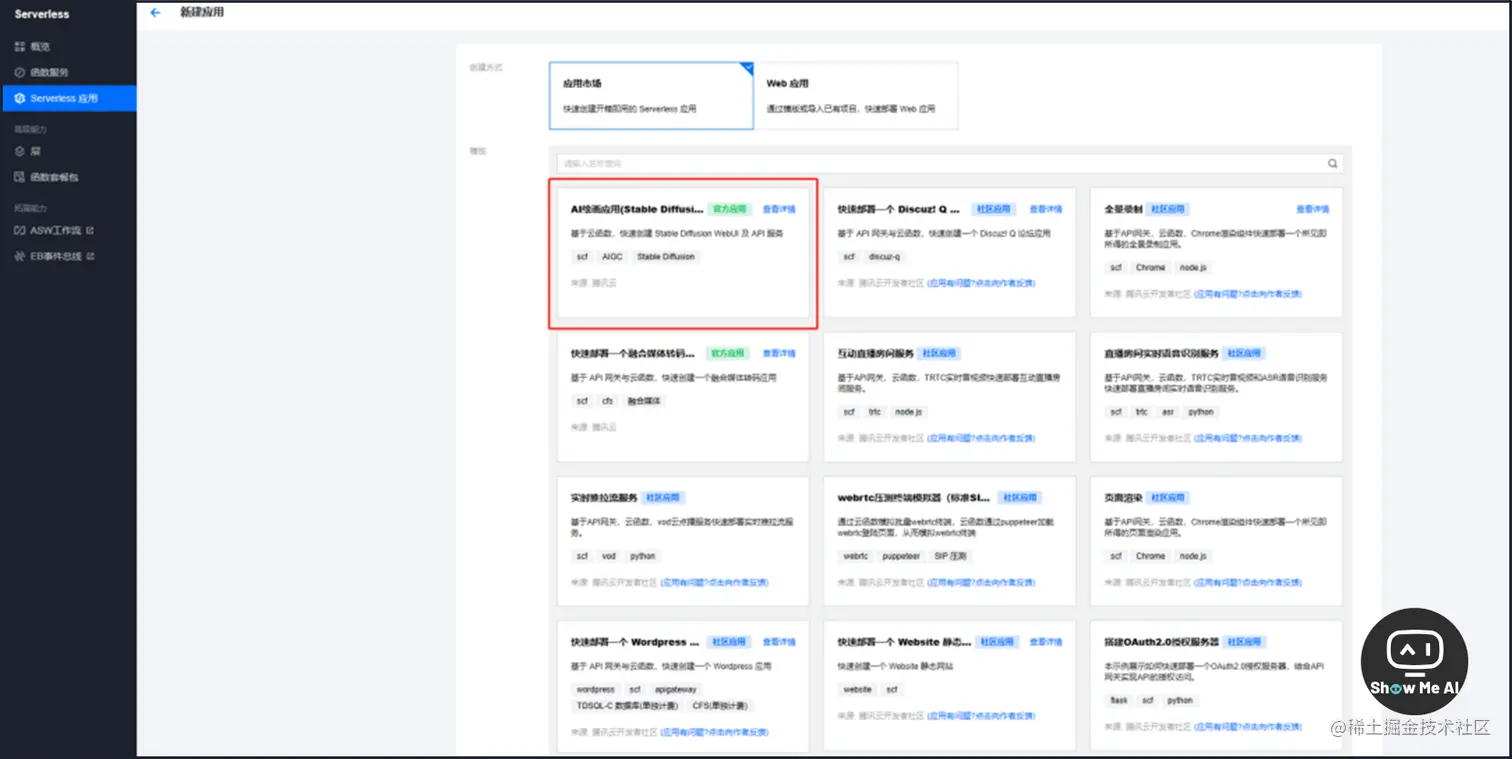 Serverless
新建应用
概览
函数服务
Serverless 应用
高级能力
层
函数套餐包
拓展能力
ASW工作流
EB事件总线
创建方式
应用市场
快速创建开箱即用的 Serverless 应用
Web 应用
通过模板或导入已有项目，快速部署 Web 应用
模板
请输入名称查询
AI绘画应用(Stable Diffusi... 官方应用 查看详情
基于云函数，快速创建 Stable Diffusion WebUI 及 API 服务
scf AIGC Stable Diffusion
来源: 腾讯云
快速部署一个 Discuz! Q ... 社区应用 查看详情
基于 API 网关与云函数，快速创建一个 Discuz! Q 论坛应用
scf discuz-q
来源: 腾讯云开发者社区 (应用有问题?点击向作者反馈)
全景录制 社区应用 查看详情
基于API网关，云函数，Chrome渲染组件快速部署一个所见即
所得的全景录制应用。
scf Chrome node.js
来源: 腾讯云开发者社区 (应用有问题?点击向作者反馈)
快速部署一个融合媒体转码... 官方应用 查看详情
基于 API 网关与云函数，快速创建一个融合媒体转码应用
scf cfs 融合媒体
来源: 腾讯云
互动直播房间服务 社区应用
基于API网关，云函数，TRTC实时音视频快速部署互动直播房
间服务。
scf trtc node.js
来源: 腾讯云开发者社区 (应用有问题?点击向作者反馈)
直播房间实时语音识别服务 社区应用
基于API网关，云函数，TRTC实时音视频和ASR语音识别服务
快速部署直播房间实时语音识别服务。
scf trtc asr python
来源: 腾讯云开发者社区 (应用有问题?点击向作者反馈)
实时推拉流服务 社区应用
基于API网关，云函数，vod云点播服务快速部署实时推拉流服
务。
scf vod python
来源: 腾讯云开发者社区 (应用有问题?点击向作者反馈)
webrtc压测终端模拟器（标准SI... 社区应用
通过云函数模拟批量webrtc终端，云函数通过puppeteer加载
webrtc登陆页面，从而模拟webrtc终端
webrtc puppeteer SIP 压测
来源: 腾讯云开发者社区 (应用有问题?点击向作者反馈)
页面渲染 社区应用
基于API网关，云函数，Chrome渲染组件快速部署一个所见即
所得的页面渲染应用。
scf Chrome node.js
来源: 腾讯云开发者社区 (应用有问题?点击向作者反馈)
快速部署一个 Wordpress ... 社区应用 查看详情
基于 API 网关与云函数，快速创建一个 Wordpress 应用
wordpress scf apigateway
TDSQL-C 数据库(单独计费) CFS(单独计费)
来源: 腾讯云开发者社区 (应用有问题?点击向作者反馈)
快速部署一个 Website 静态... 社区应用 查看详情
快速创建一个 Website 静态网站
website scf
来源: 腾讯云开发者社区 (应用有问题?点击向作者反馈)
搭建OAuth2.0授权服务器 社区应用
本示例展示如何快速部署一个OAuth2.0授权服务器，结合API
网关实现API的授权访问。
flask scf python
来源: 腾讯云开发者社区 (应用有问题?点击向作者反馈)
Show Me AI
@稀土掘金技术社区